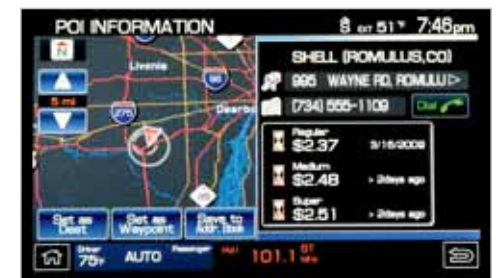 POI INFORMATION
EXT 51° 7:46pm
N
5 mi
Livonia
Dearbo
96
275
SHELL (ROMULUS,CO)
995 WAYNE RD, ROMULU
(734) 555-1109 Dial
Regular
$2.37 3/16/2009
Medium
$2.48 > 2days ago
Super
$2.51 > 2days ago
Set as Dest
Set as Waypoint
Save to Addr. Book
Driver
75°
AUTO
Passenger
101.1